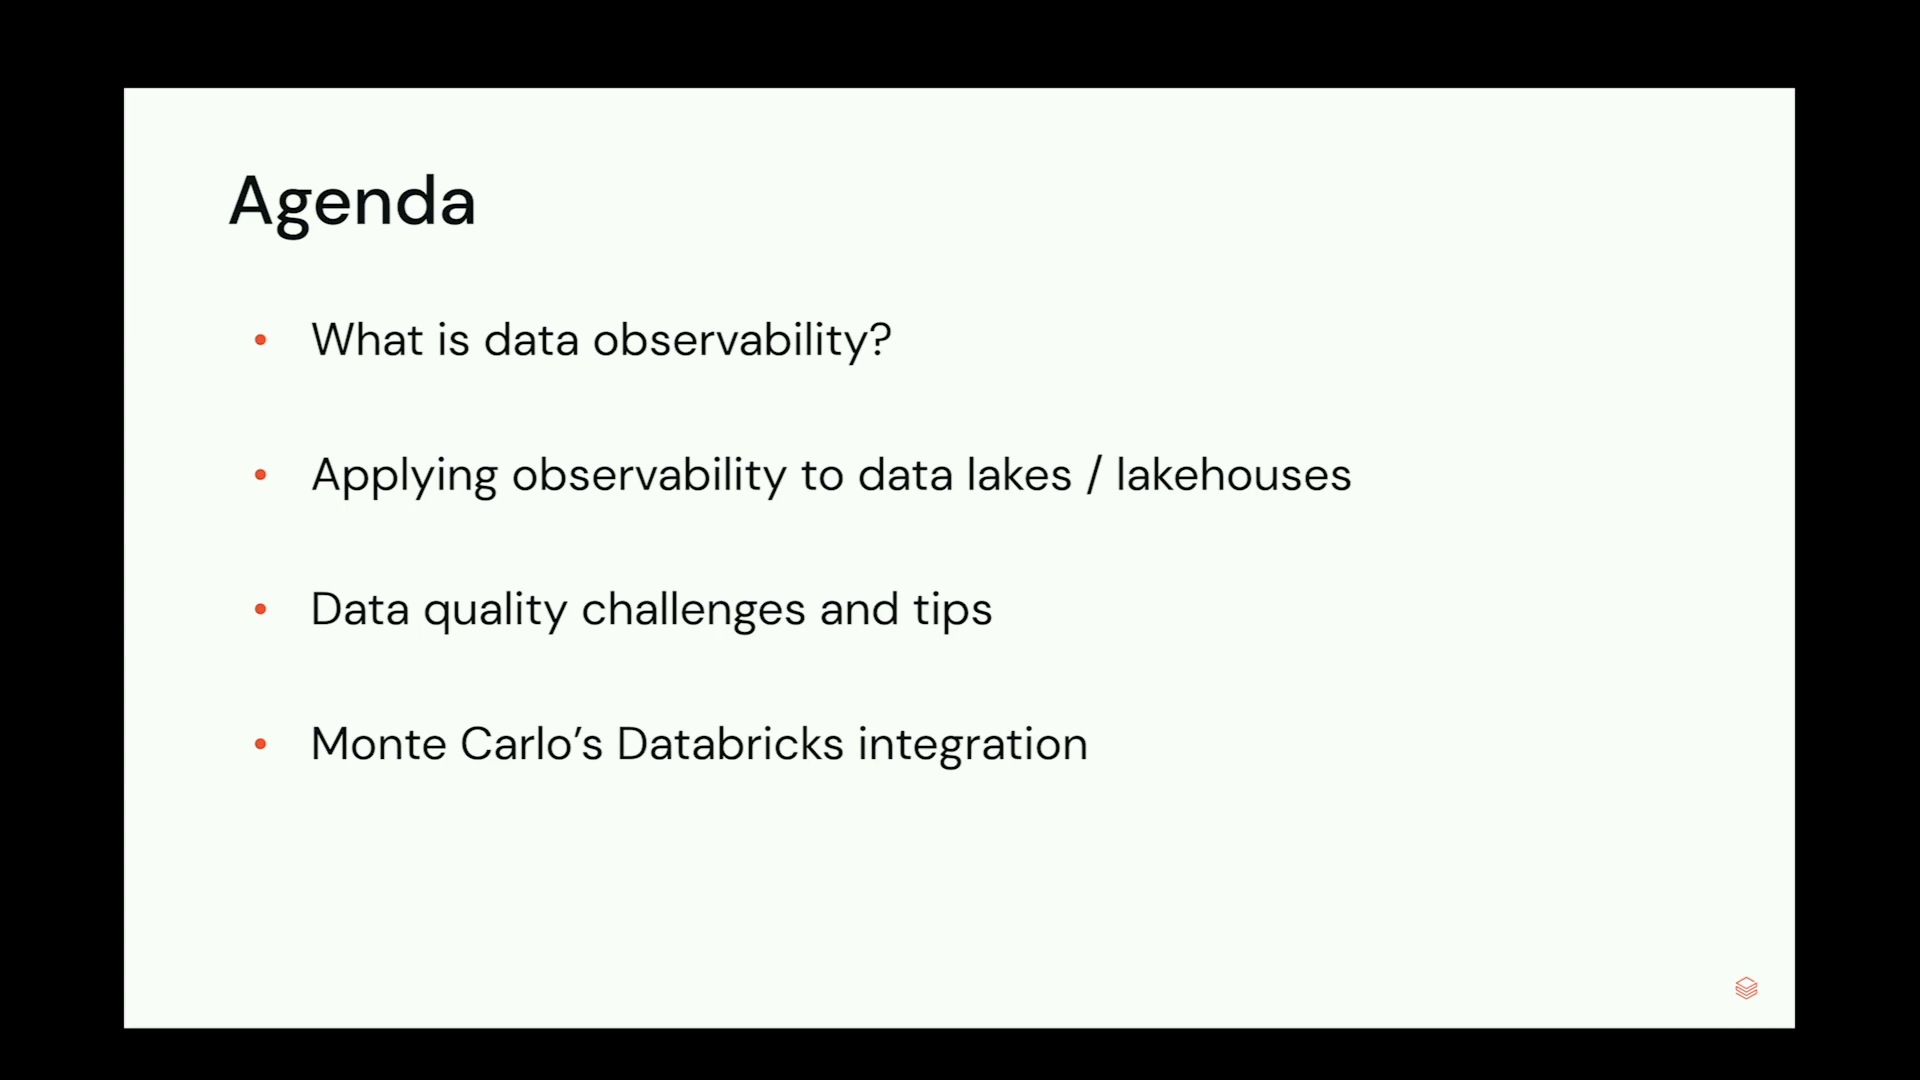 Agenda
• What is data observability?
• Applying observability to data lakes / lakehouses
• Data quality challenges and tips
• Monte Carlo’s Databricks integration